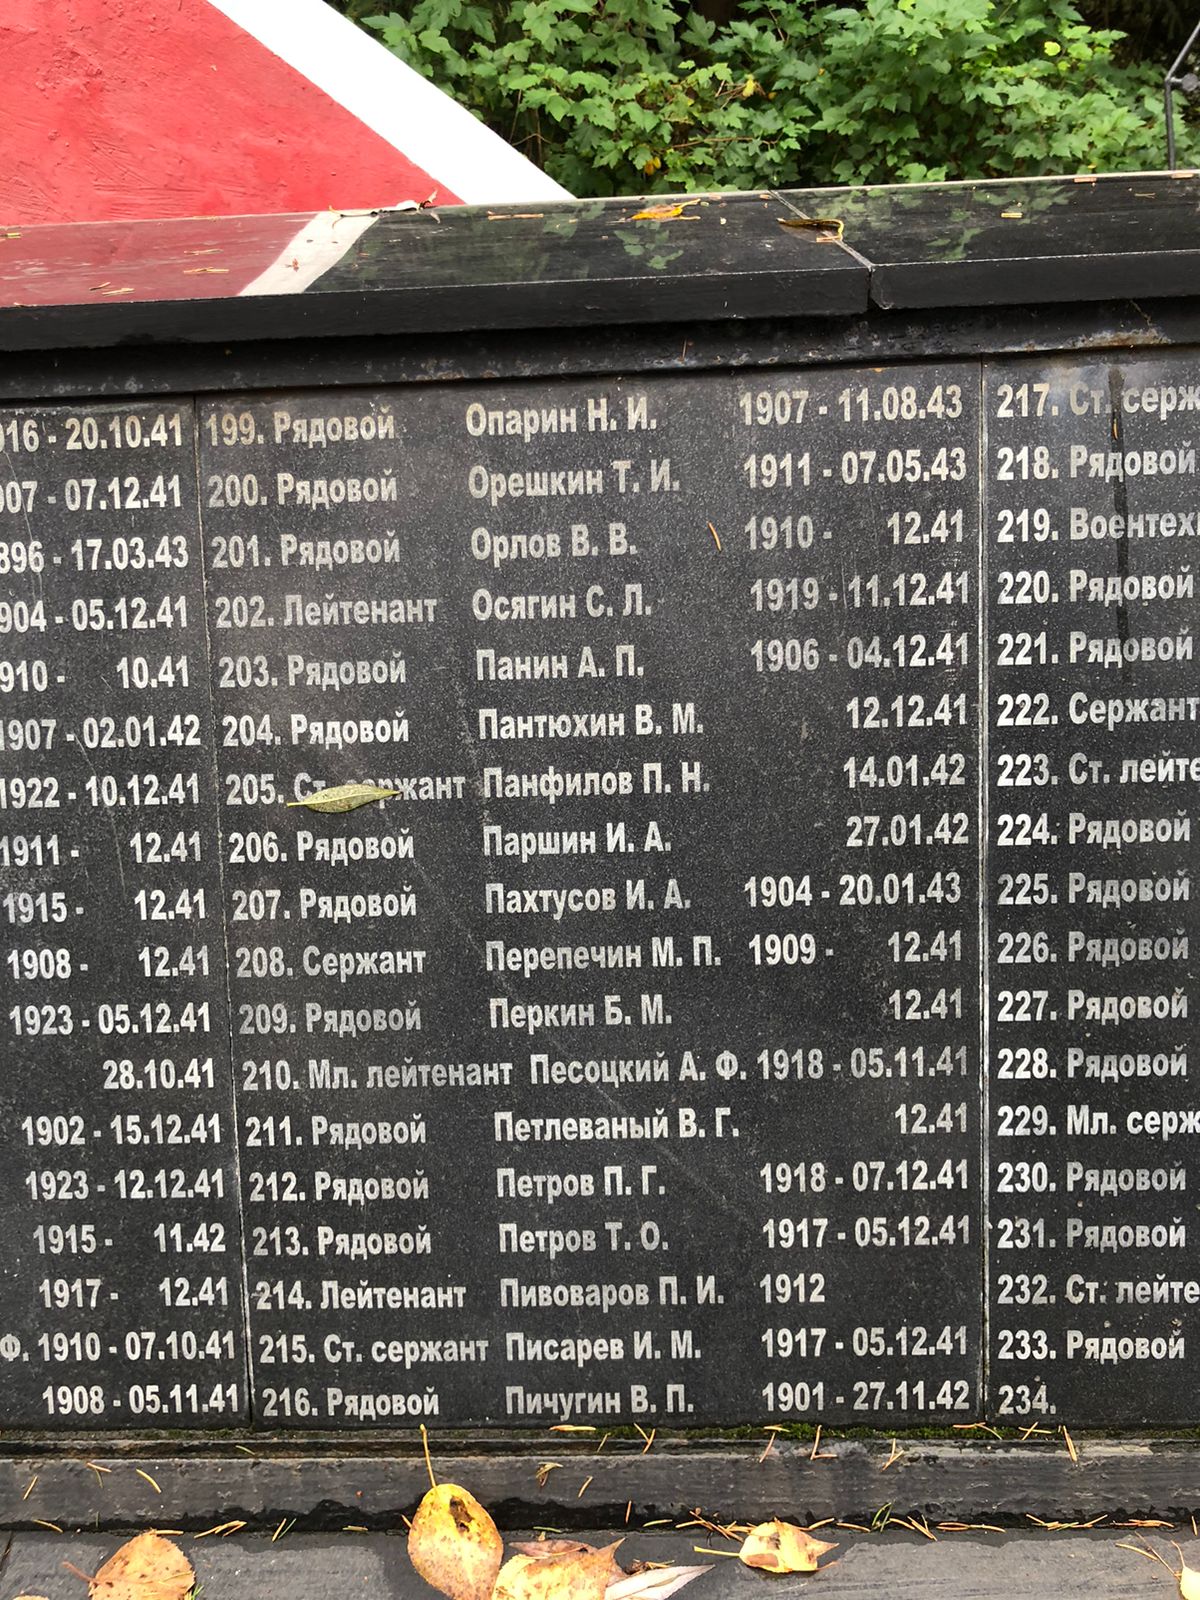 16 - 20.10.41 199. Рядовой Опарин Н. И. 1907 - 11.08.43 217. Ст. серж
07 - 07.12.41 200. Рядовой Орешкин Т. И. 1911 - 07.05.43 218. Рядовой
896 - 17.03.43 201. Рядовой Орлов В. В. 1910 - 12.41 219. Воентех
904 - 05.12.41 202. Лейтенант Осягин С. Л. 1919 - 11.12.41 220. Рядовой
910 - 10.41 203. Рядовой Панин А. П. 1906 - 04.12.41 221. Рядовой
1907 - 02.01.42 204. Рядовой Пантюхин В. М. 12.12.41 222. Сержант
1922 - 10.12.41 205. Ст. сержант Панфилов П. Н. 14.01.42 223. Ст. лейте
1911 - 12.41 206. Рядовой Паршин И. А. 27.01.42 224. Рядовой
1915 - 12.41 207. Рядовой Пахтусов И. А. 1904 - 20.01.43 225. Рядовой
1908 - 12.41 208. Сержант Перепечин М. П. 1909 - 12.41 226. Рядовой
1923 - 05.12.41 209. Рядовой Перкин Б. М. 12.41 227. Рядовой
28.10.41 210. Мл. лейтенант Песоцкий А. Ф. 1918 - 05.11.41 228. Рядовой
1902 - 15.12.41 211. Рядовой Петлеваный В. Г. 12.41 229. Мл. серж
1923 - 12.12.41 212. Рядовой Петров П. Г. 1918 - 07.12.41 230. Рядовой
1915 - 11.42 213. Рядовой Петров Т. О. 1917 - 05.12.41 231. Рядовой
1917 - 12.41 214. Лейтенант Пивоваров П. И. 1912 232. Ст. лейте
Ф. 1910 - 07.10.41 215. Ст. сержант Писарев И. М. 1917 - 05.12.41 233. Рядовой
1908 - 05.11.41 216. Рядовой Пичугин В. П. 1901 - 27.11.42 234.